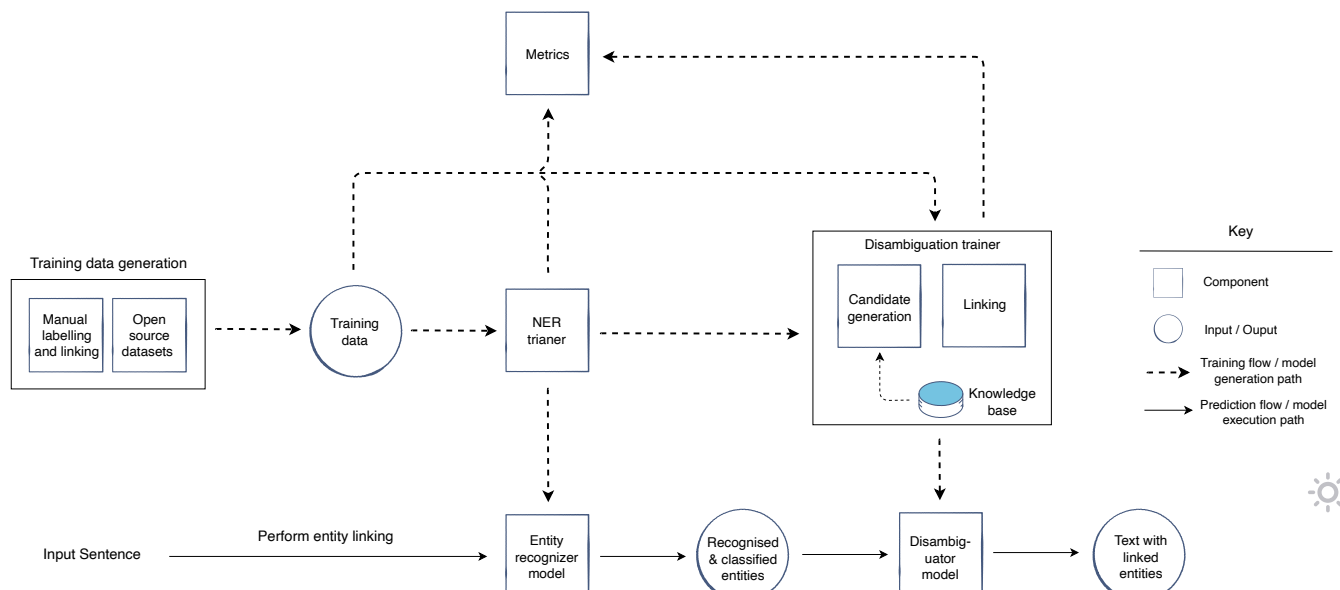 Metrics
Training data generation
Manual
labelling
and linking
Open
source
datasets
Training
data
NER
trianer
Disambiguation trainer
Candidate
generation
Linking
Knowledge
base
Key
Component
Input / Ouput
Training flow / model
generation path
Prediction flow / model
execution path
Input Sentence
Perform entity linking
Entity
recognizer
model
Recognised
& classified
entities
Disambig-
uator
model
Text with
linked
entities